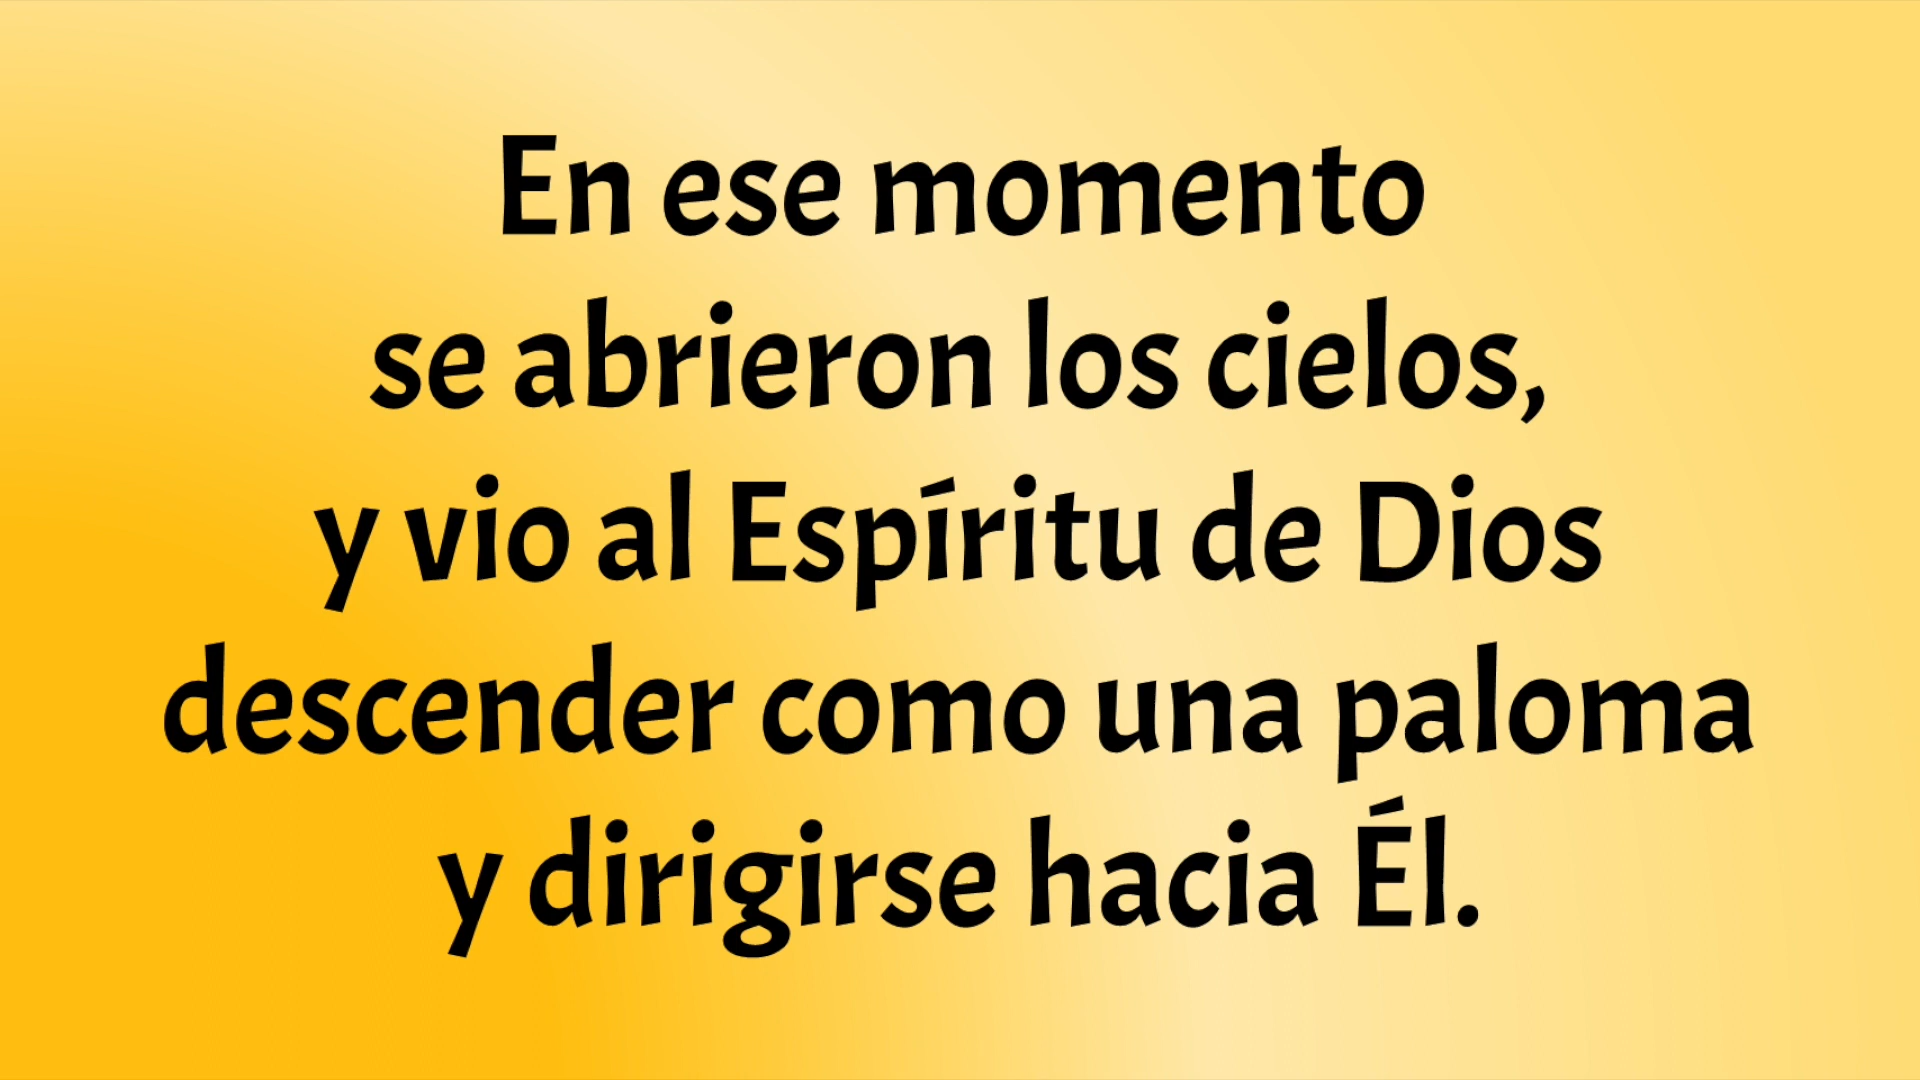 En ese momento
se abrieron los cielos,
y vio al Espíritu de Dios
descender como una paloma
y dirigirse hacia Él.